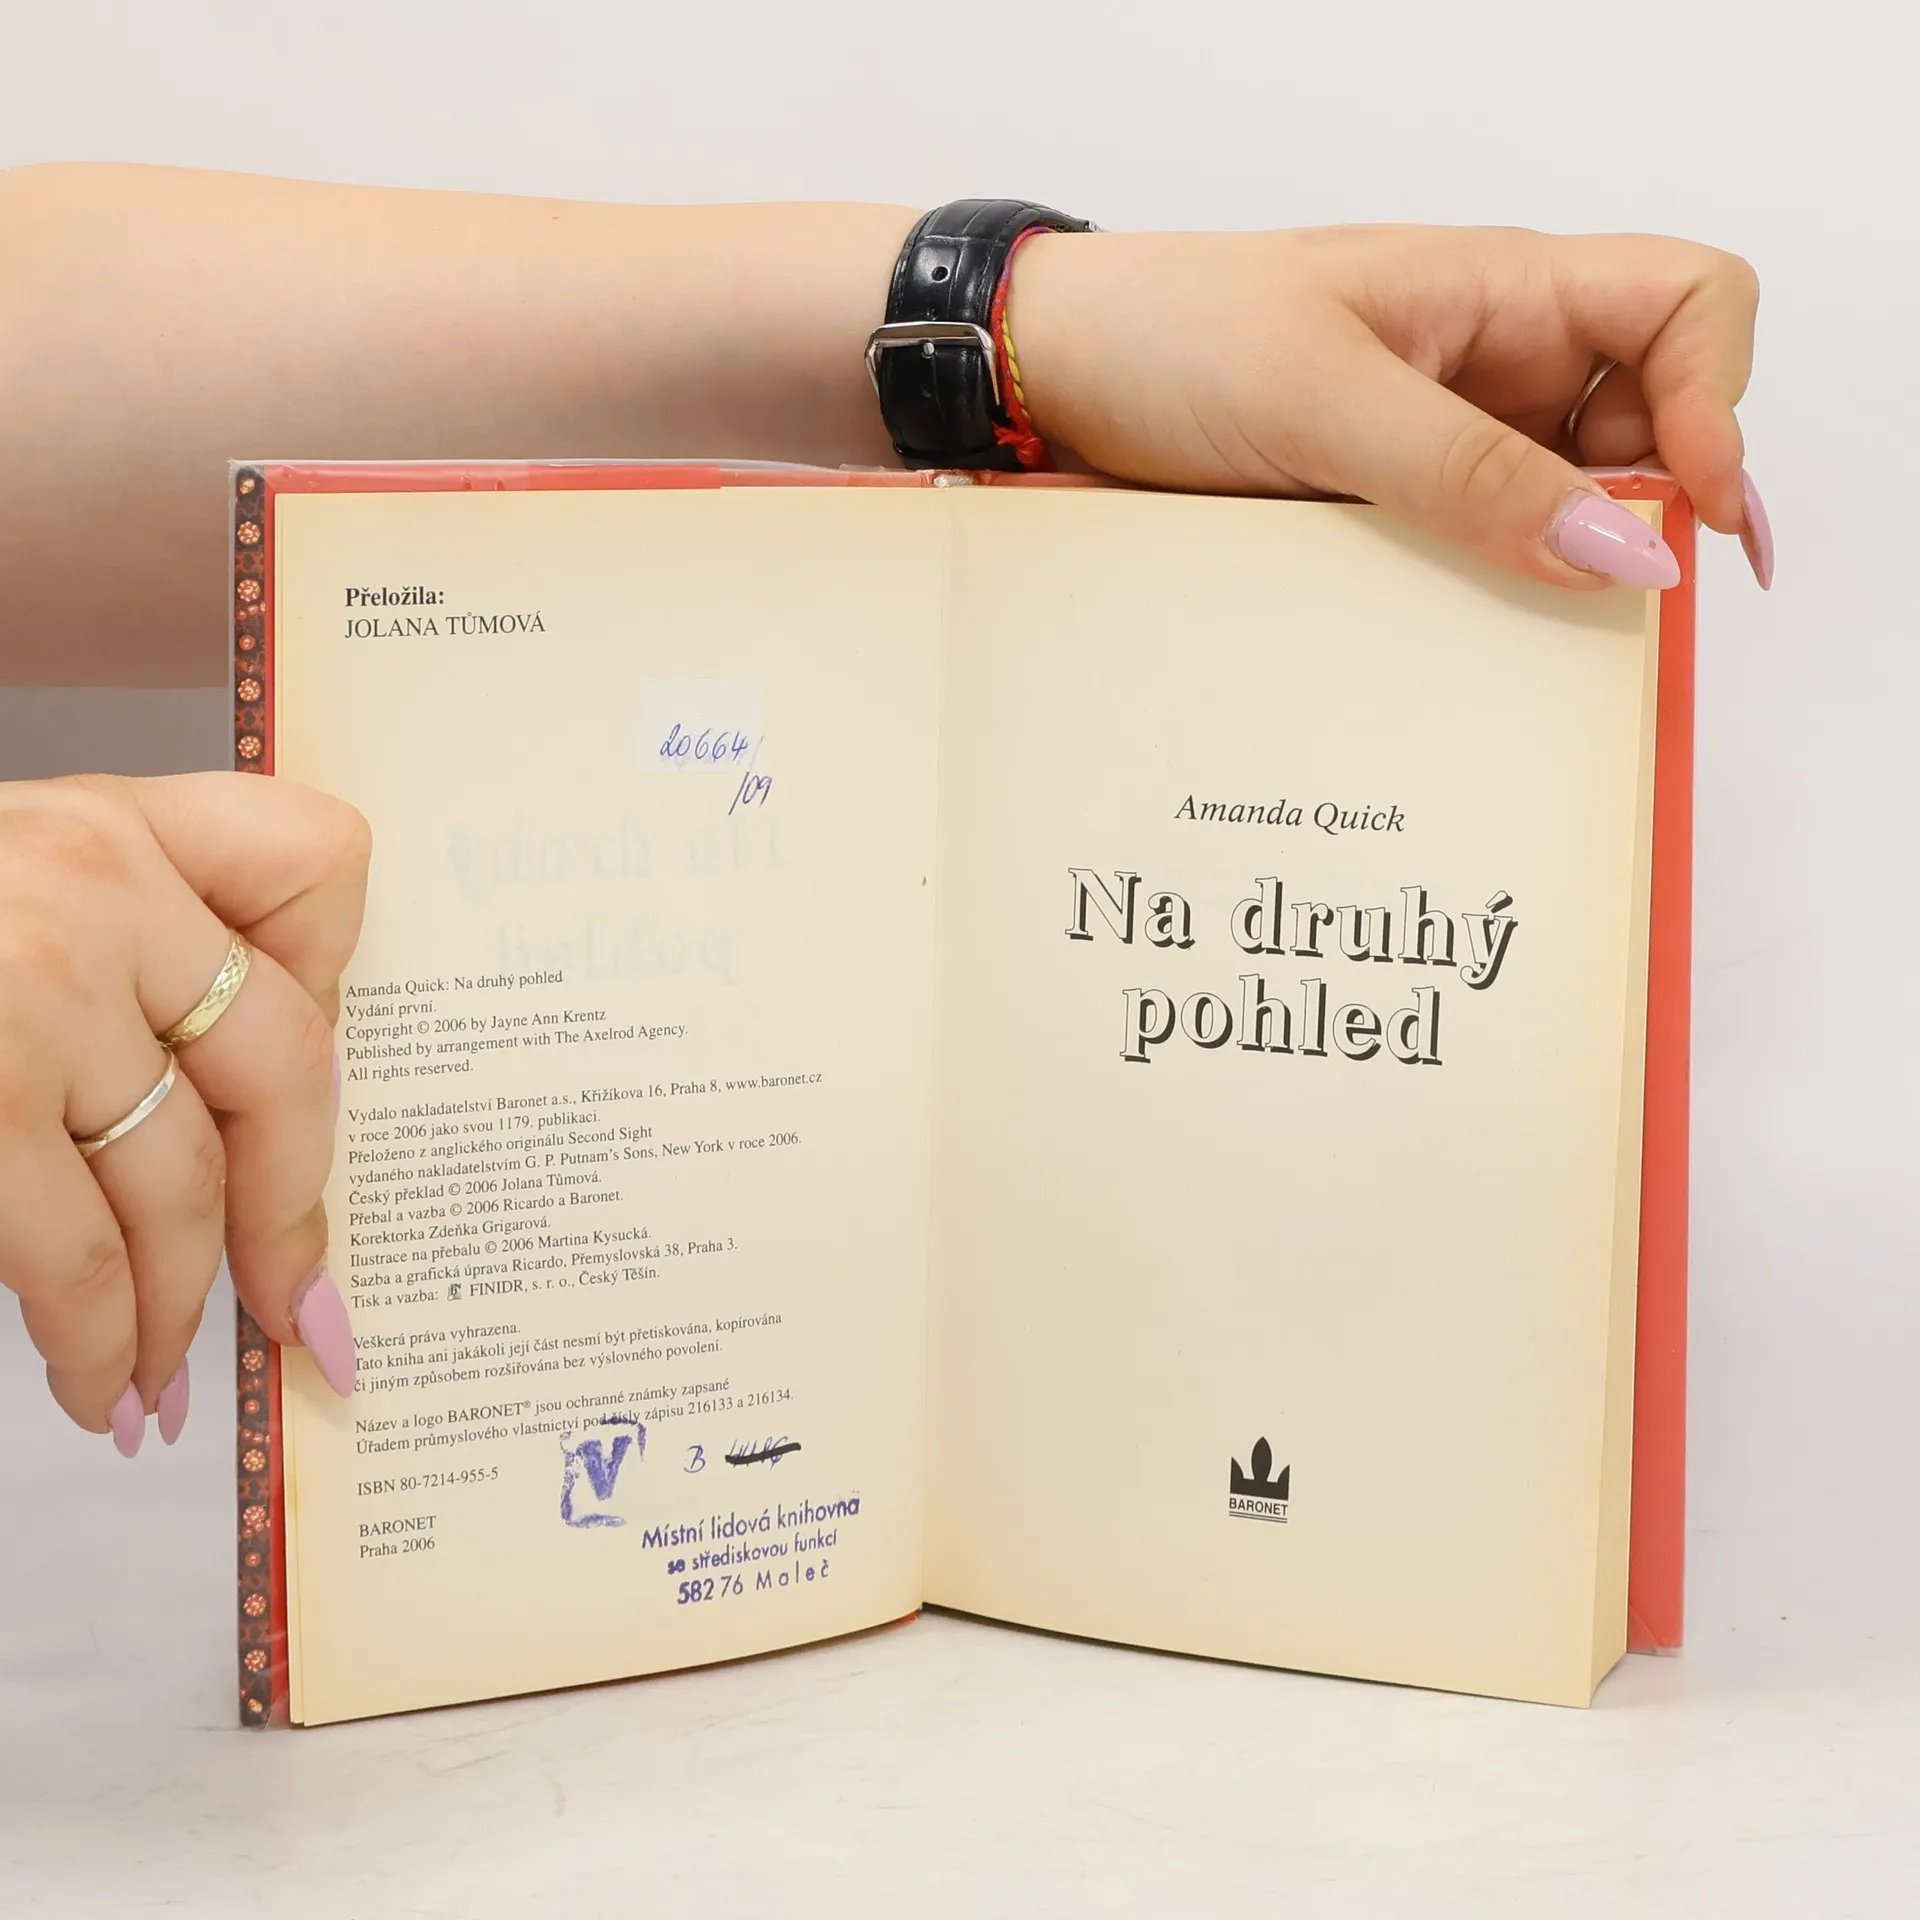 Přeložila:
JOLANA TŮMOVÁ
20664/
/09
Amanda Quick: Na druhý pohled
Vydání první.
Copyright © 2006 by Jayne Ann Krentz
Published by arrangement with The Axelrod Agency.
All rights reserved.
Vydalo nakladatelství Baronet a.s., Křižíkova 16, Praha 8, www.baronet.cz
v roce 2006 jako svou 1179. publikaci.
Přeloženo z anglického originálu Second Sight
vydaného nakladatelstvím G. P. Putnam's Sons, New York v roce 2006.
Český překlad © 2006 Jolana Tůmová.
Přebal a vazba © 2006 Ricardo a Baronet.
Korektorka Zdeňka Grigarová.
Ilustrace na přebalu © 2006 Martina Kysucká.
Sazba a grafická úprava Ricardo, Přemyslovská 38, Praha 3.
Tisk a vazba: FINIDR, s. r. o., Český Těšín.
Veškerá práva vyhrazena.
Tato kniha ani jakákoli její část nesmí být přetiskována, kopírována
či jiným způsobem rozšiřována bez výslovného povolení.
Název a logo BARONET® jsou ochranné známky zapsané
Úřadem průmyslového vlastnictví pod čísly zápisu 216133 a 216134.
V
B
ISBN 80-7214-955-5
BARONET
Praha 2006
Místní lidová knihovna
se střediskovou funkcí
582 76 Maleč
Amanda Quick
Na druhý
pohled
BARONET